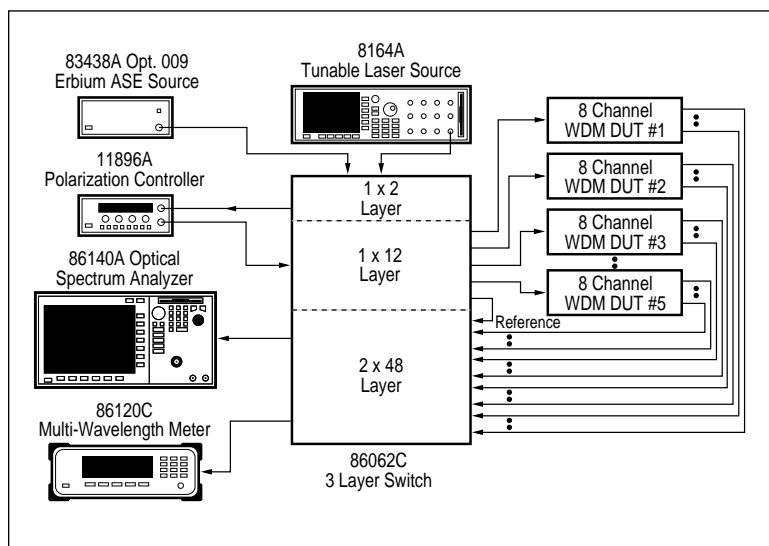 83438A Opt. 009
Erbium ASE Source
8164A
Tunable Laser Source
11896A
Polarization Controller
86140A Optical
Spectrum Analyzer
86120C
Multi-Wavelength Meter
1 x 2
Layer
1 x 12
Layer
2 x 48
Layer
86062C
3 Layer Switch
8 Channel
WDM DUT #1
8 Channel
WDM DUT #2
8 Channel
WDM DUT #3
8 Channel
WDM DUT #5
Reference